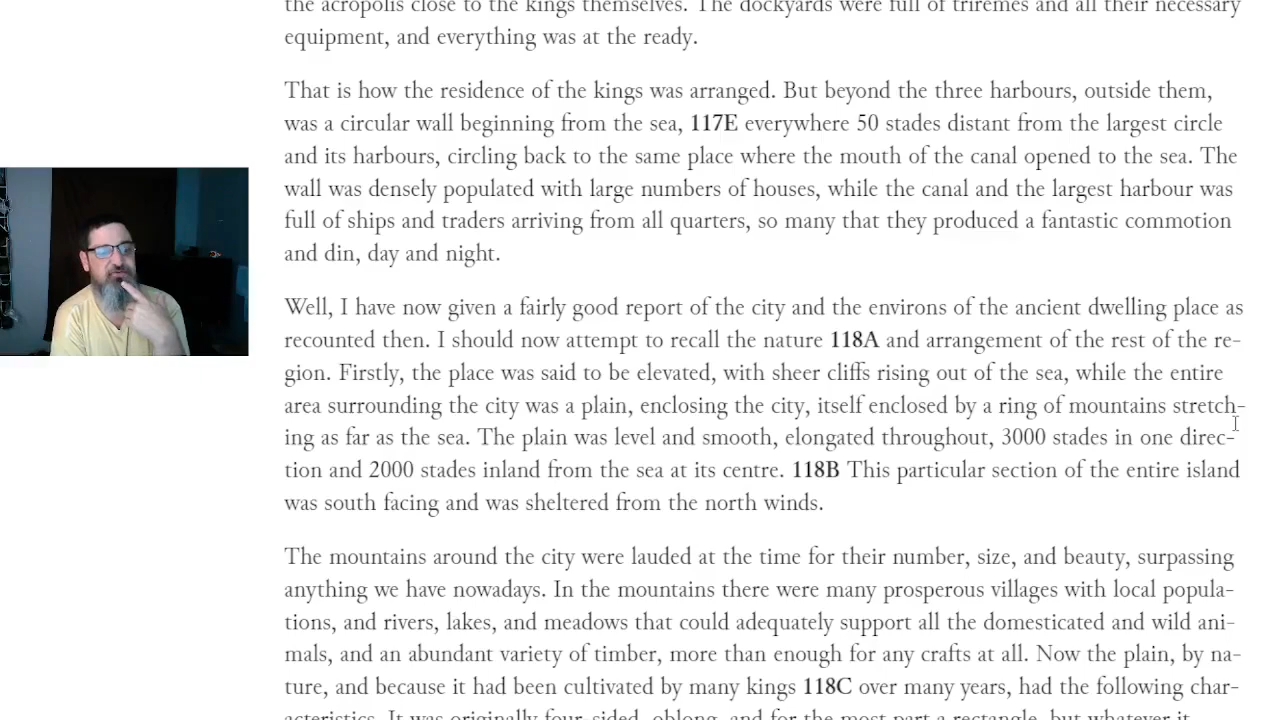 the acropolis close to the kings themselves. The dockyards were full of triremes and all their necessary
equipment, and everything was at the ready.
That is how the residence of the kings was arranged. But beyond the three harbours, outside them,
was a circular wall beginning from the sea, 117E everywhere 50 stades distant from the largest circle
and its harbours, circling back to the same place where the mouth of the canal opened to the sea. The
wall was densely populated with large numbers of houses, while the canal and the largest harbour was
full of ships and traders arriving from all quarters, so many that they produced a fantastic commotion
and din, day and night.
Well, I have now given a fairly good report of the city and the environs of the ancient dwelling place as
recounted then. I should now attempt to recall the nature 118A and arrangement of the rest of the re-
gion. Firstly, the place was said to be elevated, with sheer cliffs rising out of the sea, while the entire
area surrounding the city was a plain, enclosing the city, itself enclosed by a ring of mountains stretch-
ing as far as the sea. The plain was level and smooth, elongated throughout, 3000 stades in one direc-
tion and 2000 stades inland from the sea at its centre. 118B This particular section of the entire island
was south facing and was sheltered from the north winds.
The mountains around the city were lauded at the time for their number, size, and beauty, surpassing
anything we have nowadays. In the mountains there were many prosperous villages with local popula-
tions, and rivers, lakes, and meadows that could adequately support all the domesticated and wild ani-
mals, and an abundant variety of timber, more than enough for any crafts at all. Now the plain, by na-
ture, and because it had been cultivated by many kings 118C over many years, had the following char-
acteristics. It was originally four-sided, oblong, and for the most part a rectangle, but whatever it